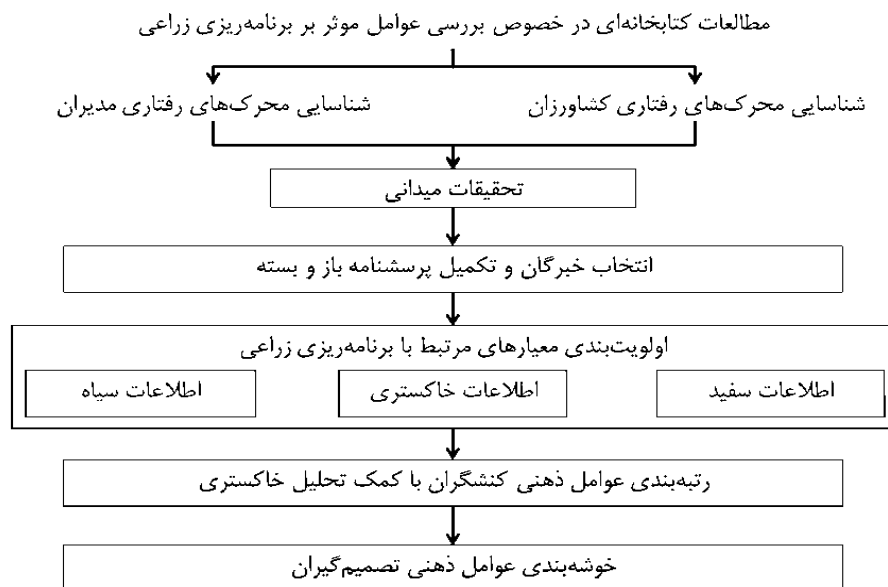 مطالعات کتابخانه‌ای در خصوص بررسی عوامل موثر بر برنامه‌ریزی زراعی
شناسایی محرک‌های رفتاری کشاورزان
شناسایی محرک‌های رفتاری مدیران
تحقیقات میدانی
انتخاب خبرگان و تکمیل پرسشنامه باز و بسته
اولویت‌بندی معیارهای مرتبط با برنامه‌ریزی زراعی
اطلاعات سفید
اطلاعات خاکستری
اطلاعات سیاه
رتبه‌بندی عوامل ذهنی کنشگران با کمک تحلیل خاکستری
خوشه‌بندی عوامل ذهنی تصمیم‌گیران